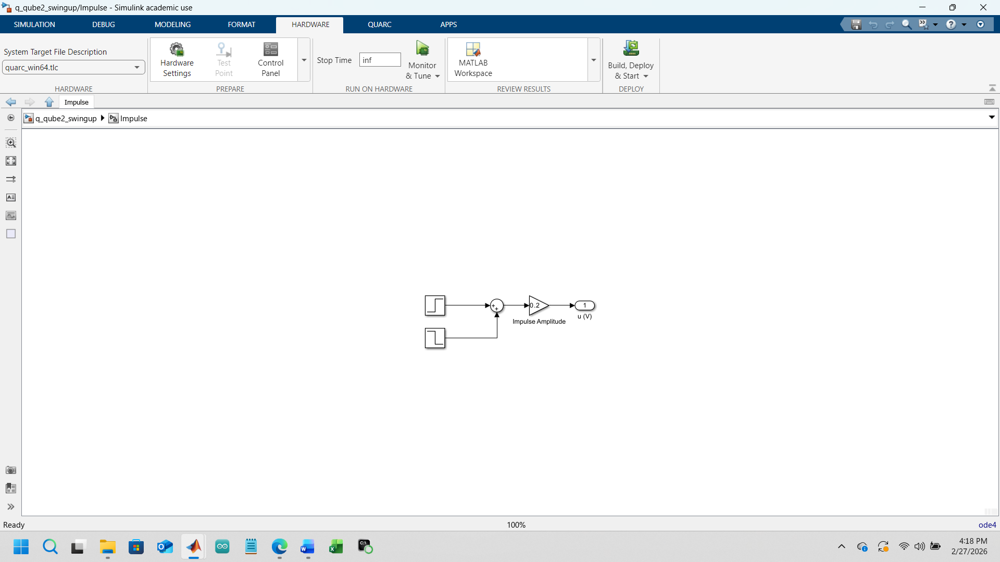 q_qube2_swingup/Impulse - Simulink academic use
SIMULATION DEBUG MODELING FORMAT HARDWARE QUARC APPS
System Target File Description
quarc_win64.tlc
HARDWARE
Hardware Settings
Test Point
Control Panel
PREPARE
Stop Time inf
Monitor & Tune
RUN ON HARDWARE
MATLAB Workspace
REVIEW RESULTS
Build, Deploy & Start
DEPLOY
Impulse
q_qube2_swingup Impulse
0.2
1
Impulse Amplitude
u (V)
Ready
100%
ode4
4:18 PM
2/27/2026